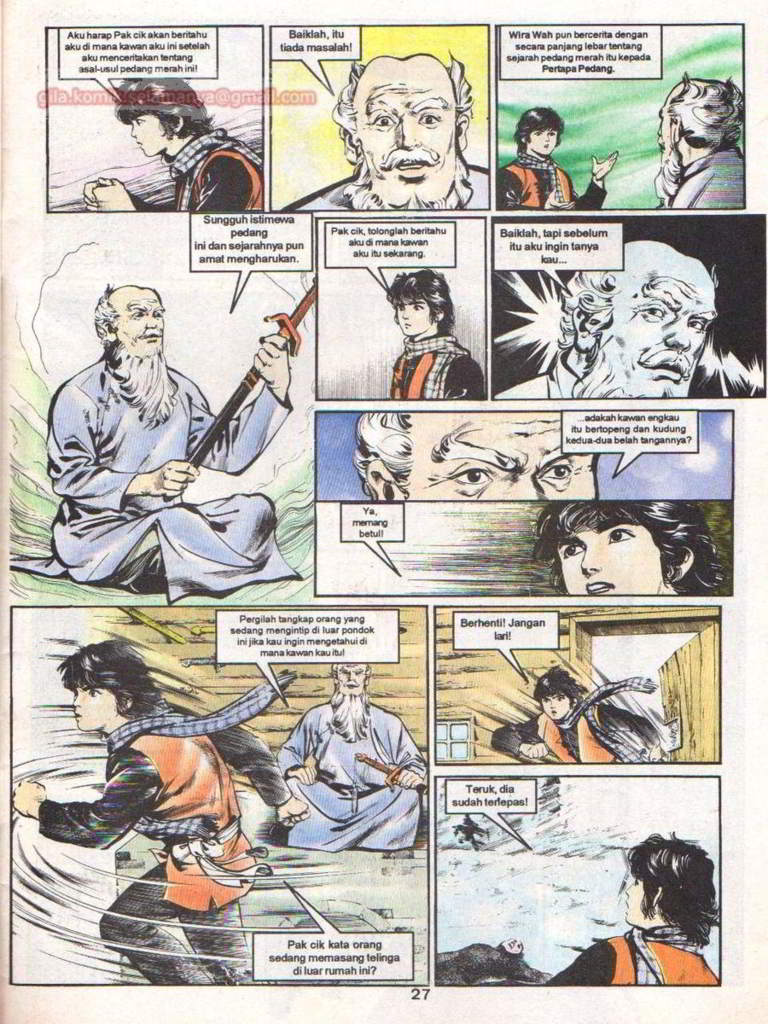 Aku harap Pak cik akan beritahu
aku di mana kawan aku ini setelah
aku menceritakan tentang
asal-usul pedang merah ini!
gila.komik.selamanya@gmail.com
Baiklah, itu
tiada masalah!
Wira Wah pun bercerita dengan
secara panjang lebar tentang
sejarah pedang merah itu kepada
Pertapa Pedang.
Sungguh istimewa
pedang
ini dan sejarahnya pun
amat mengharukan.
Pak cik, tolonglah beritahu
aku di mana kawan
aku itu sekarang.
Baiklah, tapi sebelum
itu aku ingin tanya
kau...
...adakah kawan engkau
itu bertopeng dan kudung
kedua-dua belah tangannya?
Ya,
memang
betul!
Pergilah tangkap orang yang
sedang mengintip di luar pondok
ini jika kau ingin mengetahui di
mana kawan kau itu!
Pak cik kata orang
sedang memasang telinga
di luar rumah ini?
Berhenti! Jangan
lari!
Teruk, dia
sudah terlepas!
27